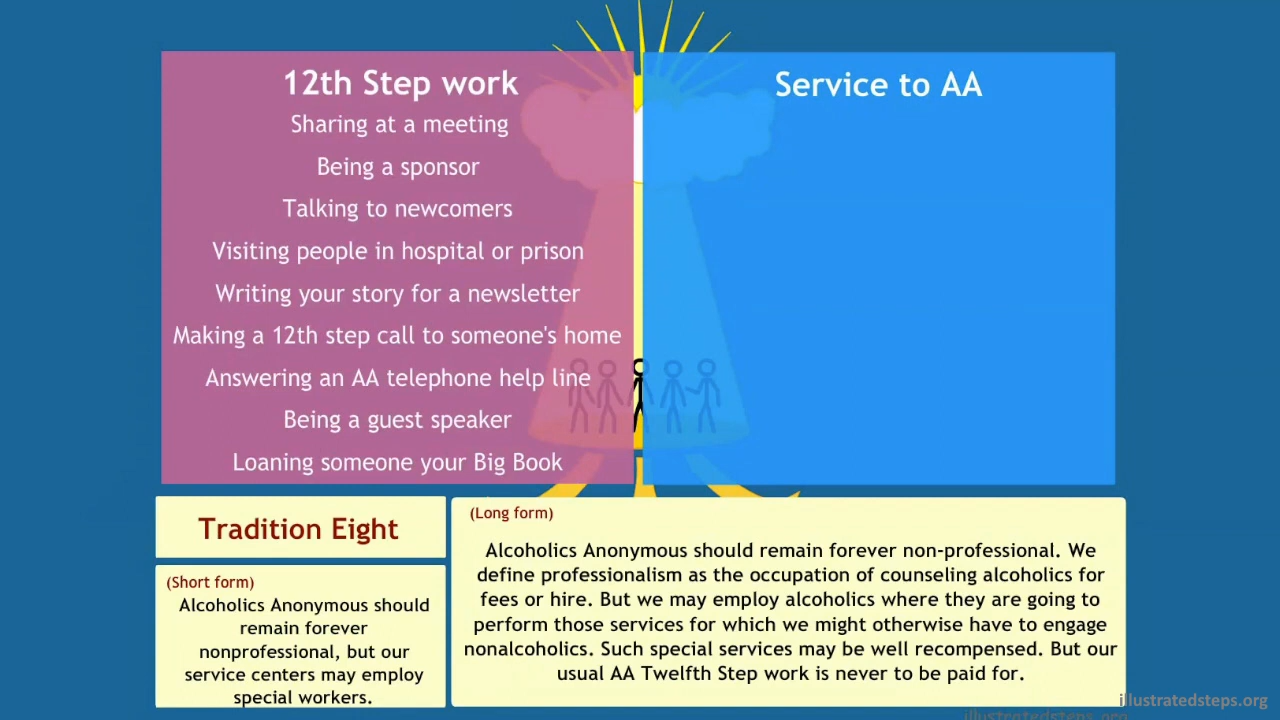 12th Step work
Sharing at a meeting
Being a sponsor
Talking to newcomers
Visiting people in hospital or prison
Writing your story for a newsletter
Making a 12th step call to someone's home
Answering an AA telephone help line
Being a guest speaker
Loaning someone your Big Book
Service to AA
Tradition Eight
(Short form)
Alcoholics Anonymous should
remain forever
nonprofessional, but our
service centers may employ
special workers.
(Long form)
Alcoholics Anonymous should remain forever non-professional. We
define professionalism as the occupation of counseling alcoholics for
fees or hire. But we may employ alcoholics where they are going to
perform those services for which we might otherwise have to engage
nonalcoholics. Such special services may be well recompensed. But our
usual AA Twelfth Step work is never to be paid for.
illustratedsteps.org
illustratedsteps.org